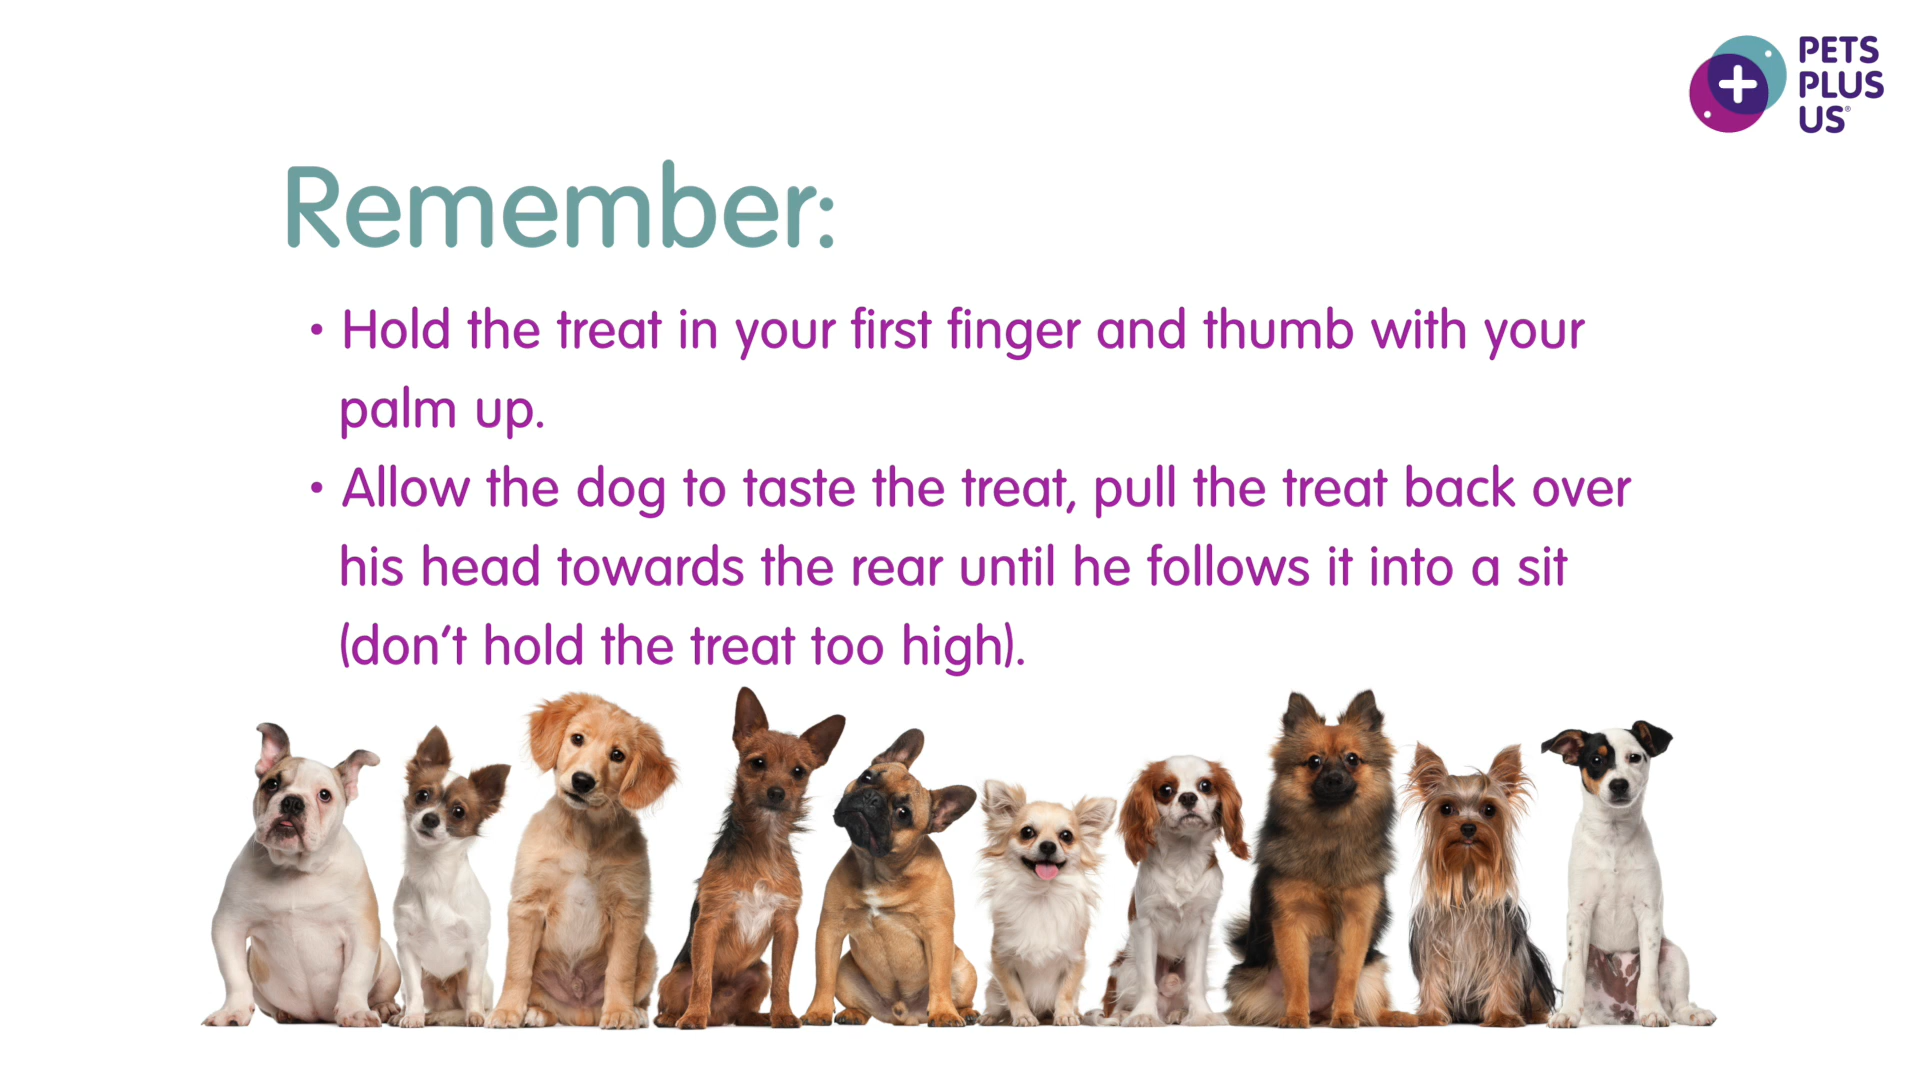 PETS
PLUS
US®
Remember:
• Hold the treat in your first finger and thumb with your
palm up.
• Allow the dog to taste the treat, pull the treat back over
his head towards the rear until he follows it into a sit
(don’t hold the treat too high).